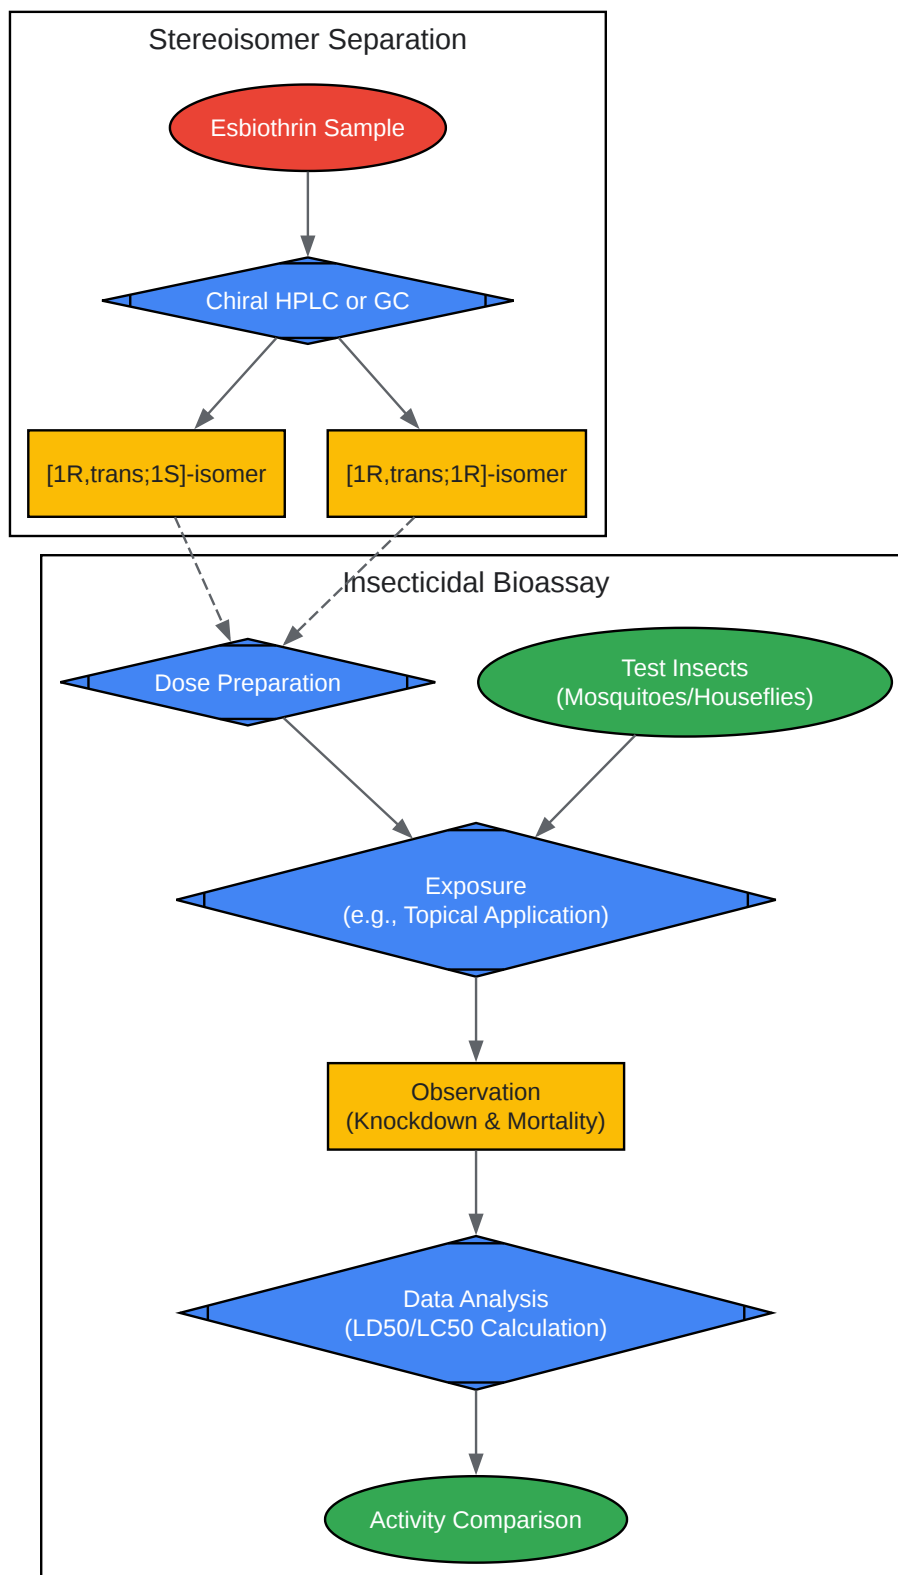 Stereoisomer Separation
Esbiothrin Sample
Chiral HPLC or GC
[1R,trans;1S]-isomer
[1R,trans;1R]-isomer
Insecticidal Bioassay
Dose Preparation
Test Insects
(Mosquitoes/Houseflies)
Exposure
(e.g., Topical Application)
Observation
(Knockdown & Mortality)
Data Analysis
(LD50/LC50 Calculation)
Activity Comparison